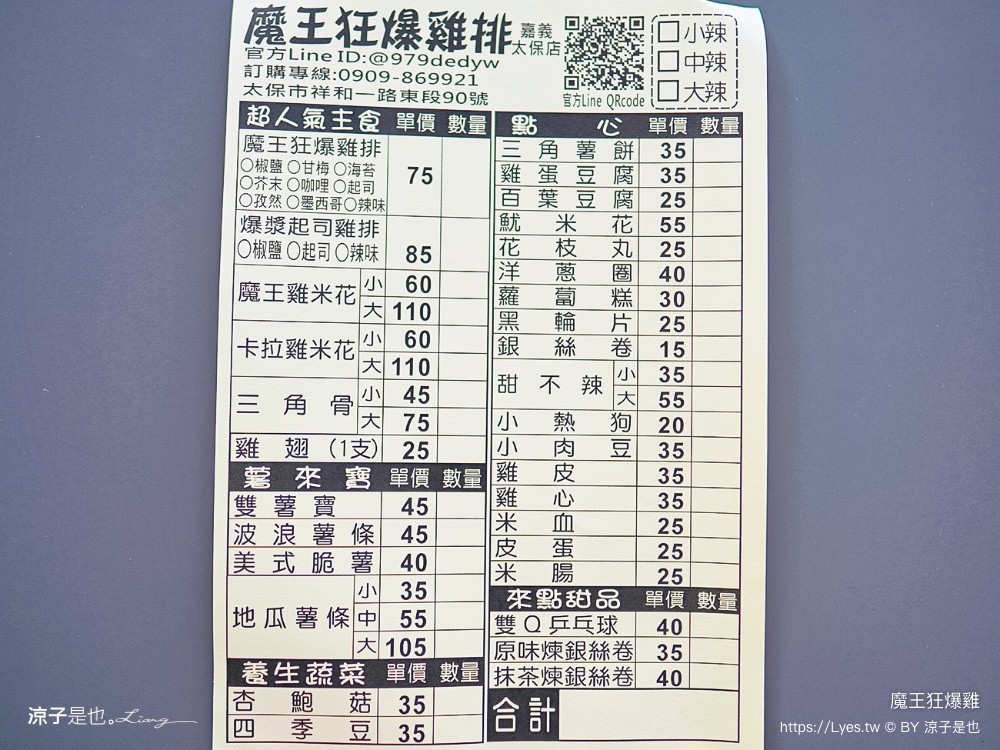 魔王狂爆雞排 嘉義太保店
官方Line ID:@979dedyw
訂購專線:0909-869921
太保市祥和一路東段90號
官方Line QRcode
小辣
中辣
大辣
超人氣主食 單價 數量
魔王狂爆雞排 75
○椒鹽 ○甘梅 ○海苔
○芥末 ○咖哩 ○起司
○孜然 ○墨西哥○辣味
爆漿起司雞排
○椒鹽 ○起司 ○辣味 85
魔王雞米花 小 60
大 110
卡拉雞米花 小 60
大 110
三角骨 小 45
大 75
雞翅(1支) 25
薯來寶 單價 數量
雙薯寶 45
波浪薯條 45
美式脆薯 40
地瓜薯條 小 35
中 55
大 105
養生蔬菜 單價 數量
杏鮑菇 35
四季豆 35
點心 單價 數量
三角薯餅 35
雞蛋豆腐 35
百葉豆腐 25
魷米花 55
花枝丸 25
洋蔥圈 40
蘿蔔糕 30
黑輪片 25
銀絲卷 15
甜不辣 小 35
大 55
小熱狗 20
小肉豆 35
雞皮 35
雞心 35
米血 25
皮蛋 25
米腸 25
來點甜品 單價 數量
雙Q乒乓球 40
原味煉銀絲卷 35
抹茶煉銀絲卷 40
合計
涼子是也。Liang
魔王狂爆雞
https://Lyes.tw © BY 涼子是也